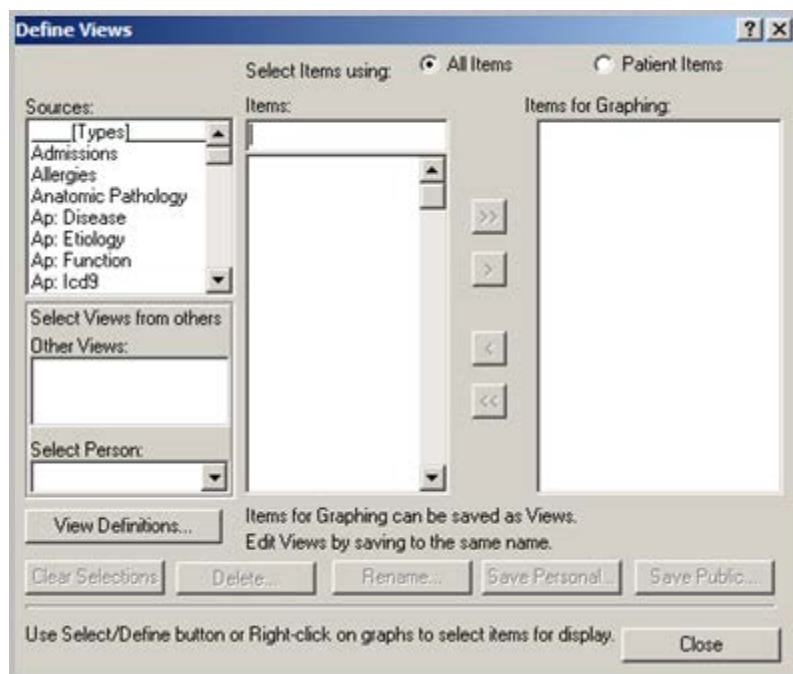 Define Views
Select Items using: All Items Patient Items
Sources: Items: Items for Graphing:
____[Types]____
Admissions
Allergies
Anatomic Pathology
Ap: Disease
Ap: Etiology
Ap: Function
Ap: Icd9
>>
>
<
<<
Select Views from others
Other Views:
Select Person:
View Definitions...
Items for Graphing can be saved as Views.
Edit Views by saving to the same name.
Clear Selections Delete... Rename... Save Personal... Save Public...
Use Select/Define button or Right-click on graphs to select items for display. Close